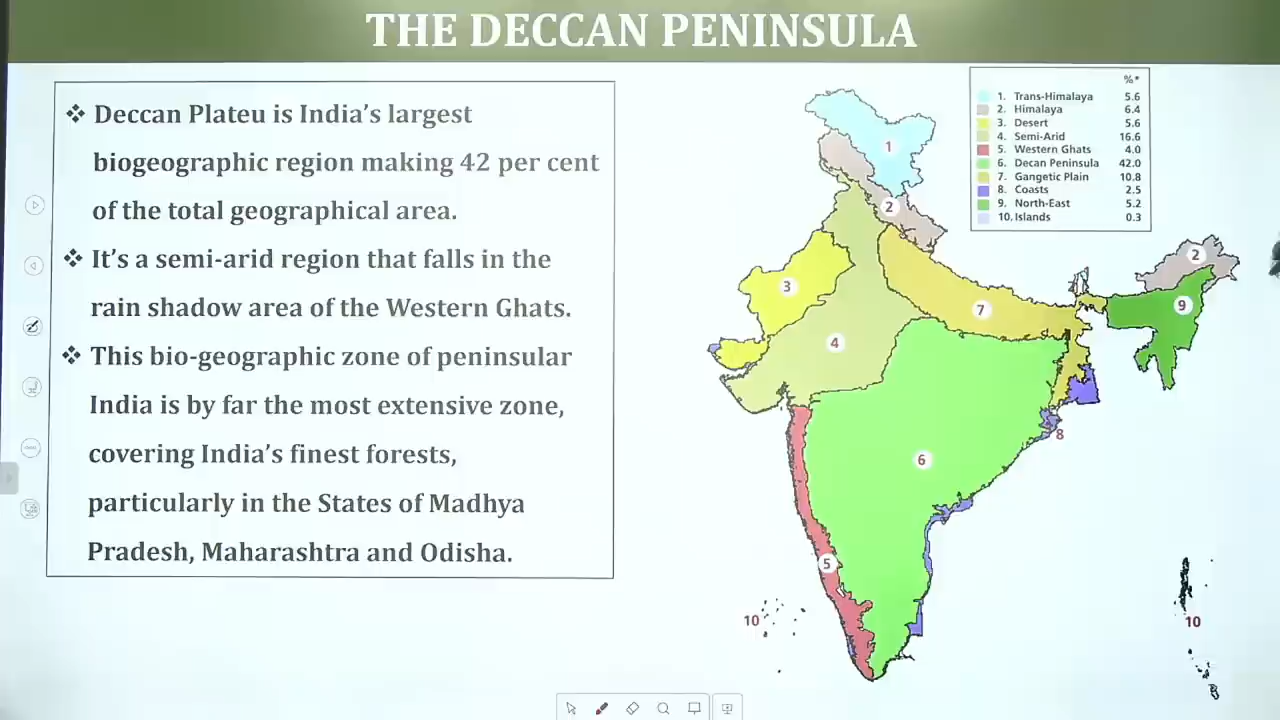 THE DECCAN PENINSULA
❖ Deccan Plateu is India's largest
biogeographic region making 42 per cent
of the total geographical area.
❖ It's a semi-arid region that falls in the
rain shadow area of the Western Ghats.
❖ This bio-geographic zone of peninsular
India is by far the most extensive zone,
covering India's finest forests,
particularly in the States of Madhya
Pradesh, Maharashtra and Odisha.
%*
1. Trans-Himalaya 5.6
2. Himalaya 6.4
3. Desert 5.6
4. Semi-Arid 16.6
5. Western Ghats 4.0
6. Decan Peninsula 42.0
7. Gangetic Plain 10.8
8. Coasts 2.5
9. North-East 5.2
10. Islands 0.3
1
2
2
3
9
7
4
8
6
5
10
10